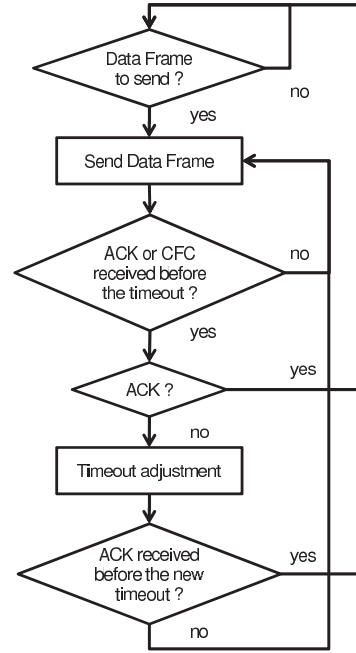 Data Frame
to send ?
no
yes
Send Data Frame
ACK or CFC
received before
the timeout ?
no
yes
ACK ?
yes
no
Timeout adjustment
ACK received
before the new
timeout ?
yes
no